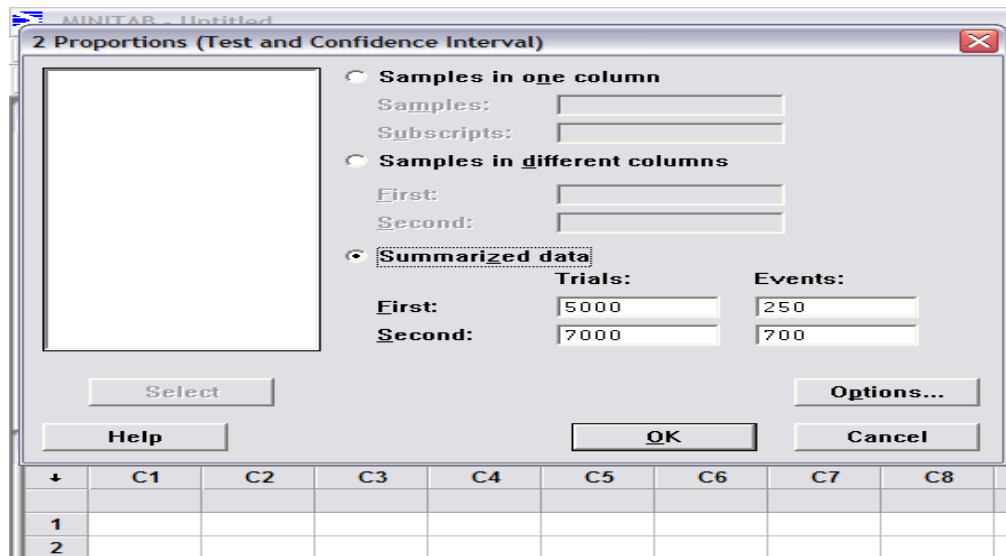 MINITAB - Untitled
2 Proportions (Test and Confidence Interval)
Samples in one column
Samples:
Subscripts:
Samples in different columns
First:
Second:
Summarized data
Trials: Events:
First: 5000 250
Second: 7000 700
Select Options...
Help OK Cancel
C1 C2 C3 C4 C5 C6 C7 C8
1
2